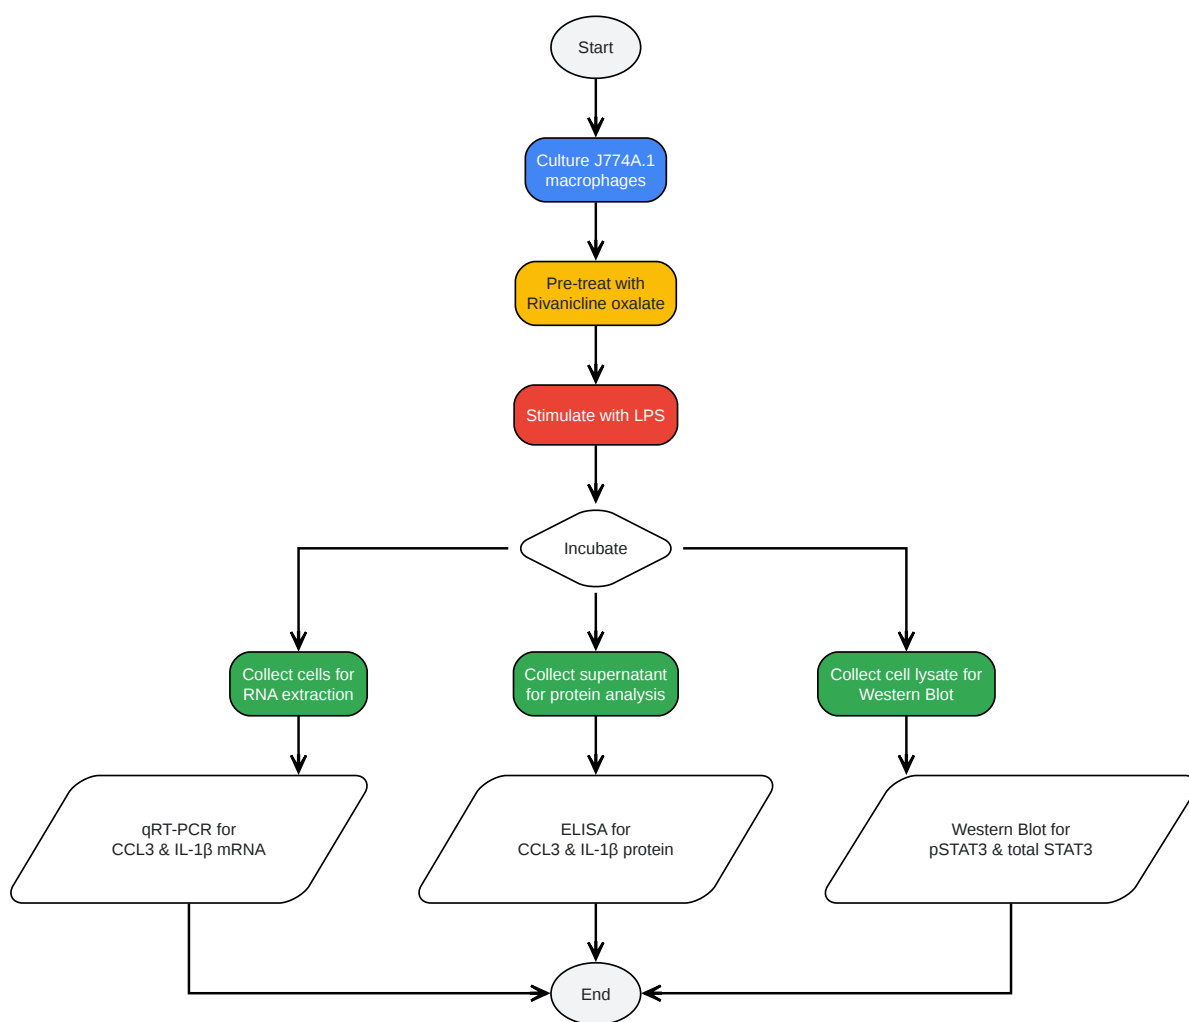 Start
Culture J774A.1
macrophages
Pre-treat with
Rivanicline oxalate
Stimulate with LPS
Incubate
Collect cells for
RNA extraction
Collect supernatant
for protein analysis
Collect cell lysate for
Western Blot
qRT-PCR for
CCL3 & IL-1β mRNA
ELISA for
CCL3 & IL-1β protein
Western Blot for
pSTAT3 & total STAT3
End